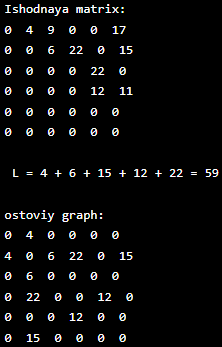 Ishodnaya matrix:
0 4 9 0 0 17
0 0 6 22 0 15
0 0 0 0 22 0
0 0 0 0 12 11
0 0 0 0 0 0
0 0 0 0 0 0
L = 4 + 6 + 15 + 12 + 22 = 59
ostoviy graph:
0 4 0 0 0 0
4 0 6 22 0 15
0 6 0 0 0 0
0 22 0 0 12 0
0 0 0 12 0 0
0 15 0 0 0 0